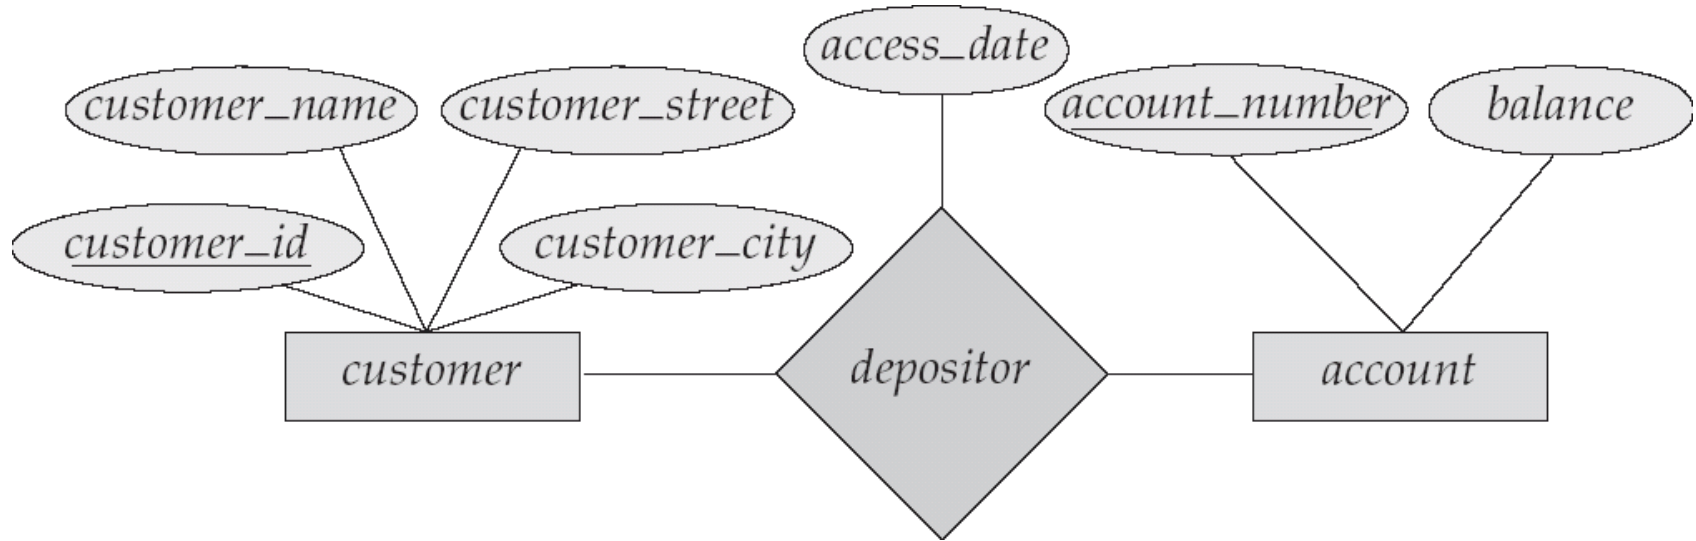 access_date
customer_name
customer_street
account_number
balance
customer_id
customer_city
customer
depositor
account